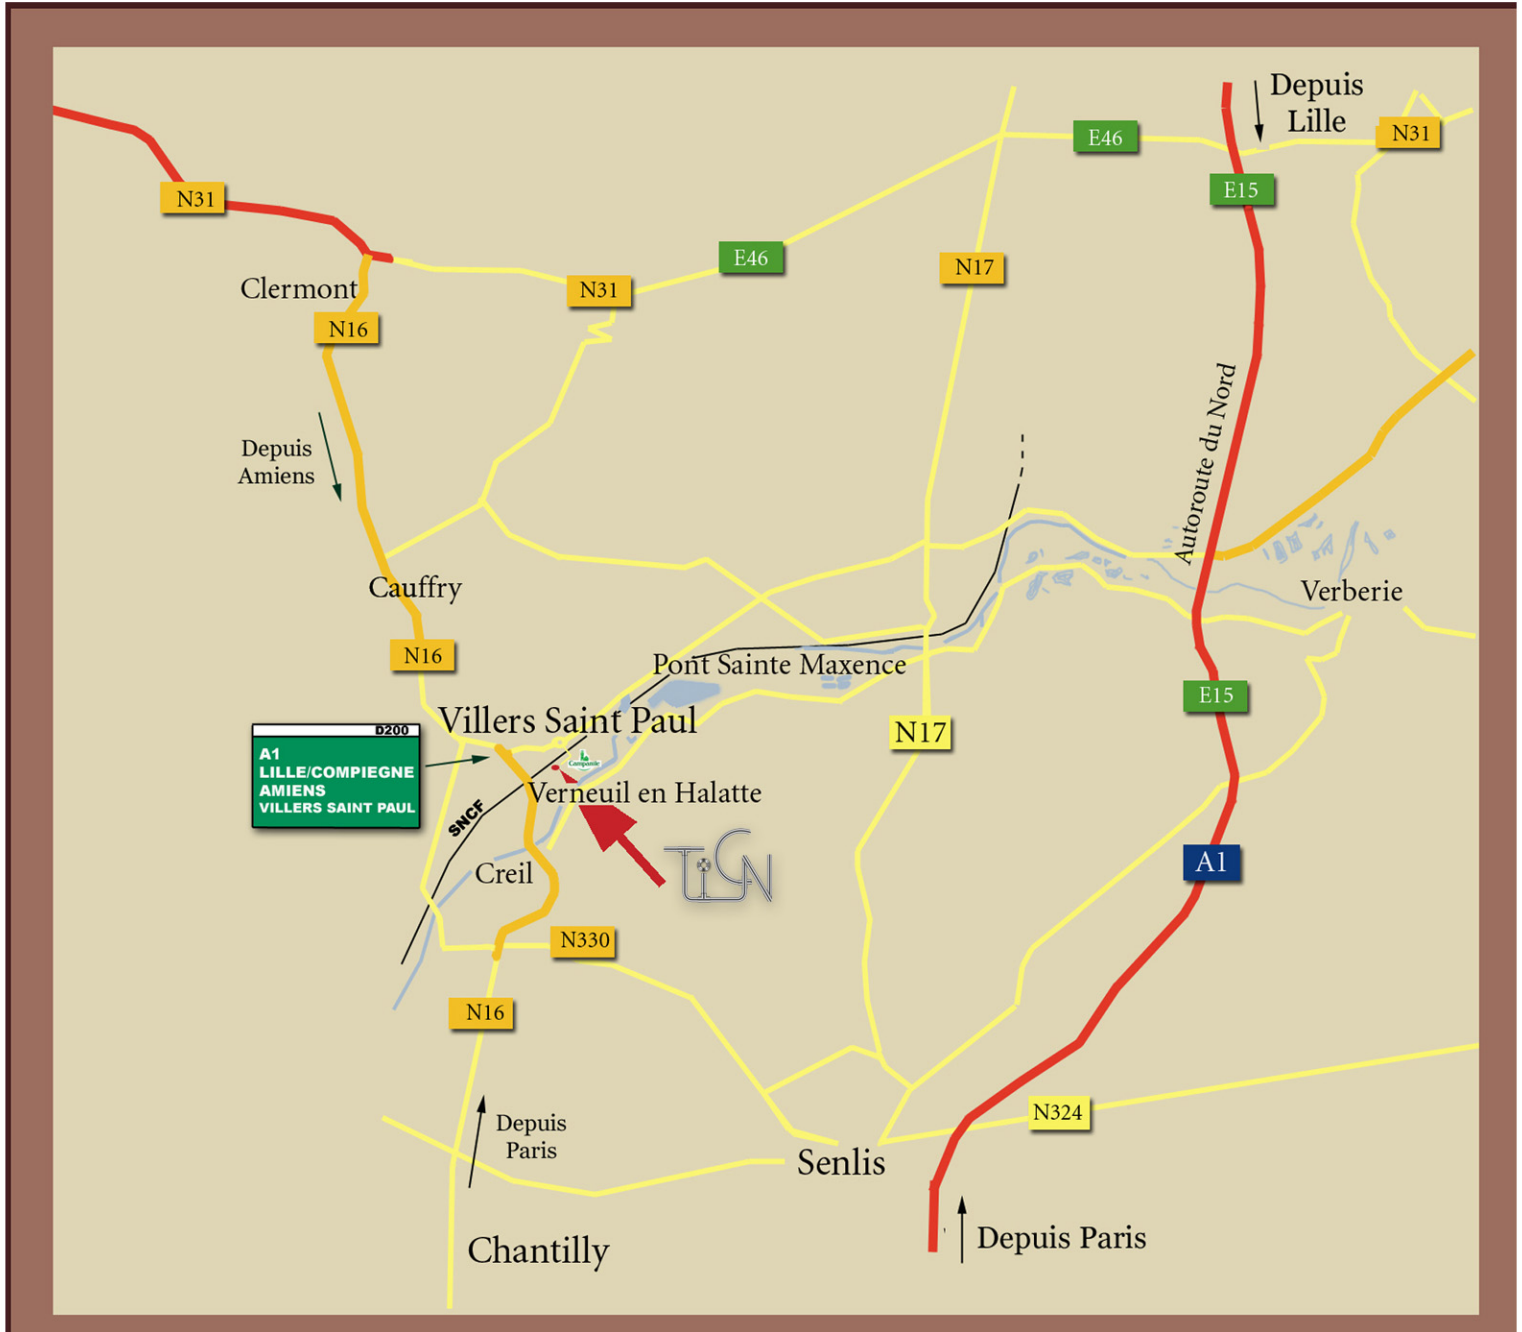 Depuis
Lille
E46
N31
E15
N31
E46
N17
Clermont
N31
N16
Autoroute du Nord
Depuis
Amiens
Cauffry
Verberie
N16
Pont Sainte Maxence
E15
Villers Saint Paul
N17
D200
A1
LILLE/COMPIEGNE
AMIENS
VILLERS SAINT PAUL
Campanile
Verneuil en Halatte
SNCF
TiCN
A1
Creil
N330
N16
N324
Depuis
Paris
Senlis
Depuis Paris
Chantilly